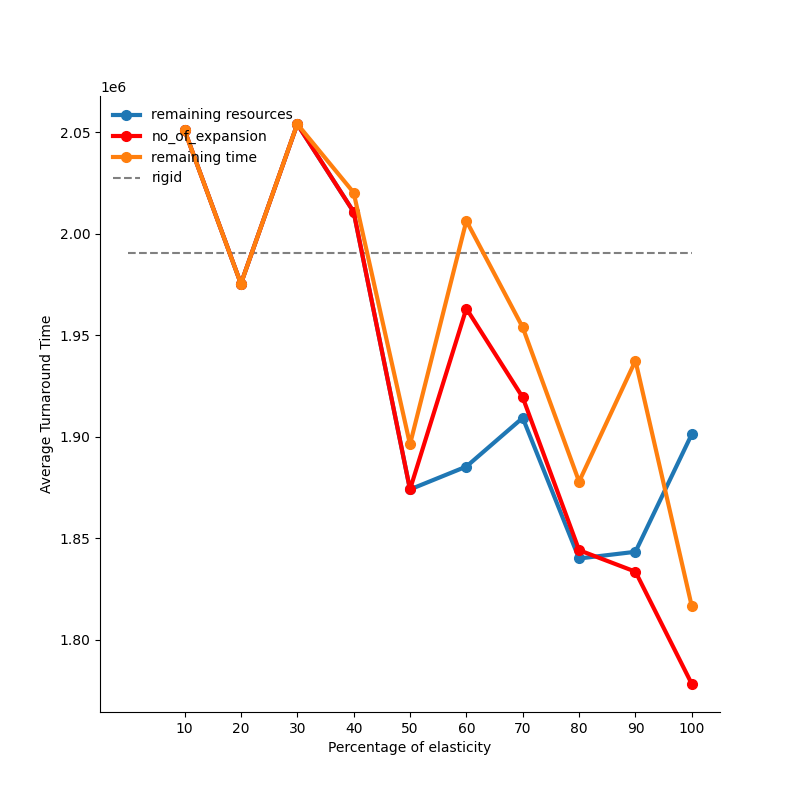 1e6
remaining resources
no_of_expansion
remaining time
rigid
2.05
2.00
1.95
1.90
1.85
1.80
Average Turnaround Time
10 20 30 40 50 60 70 80 90 100
Percentage of elasticity